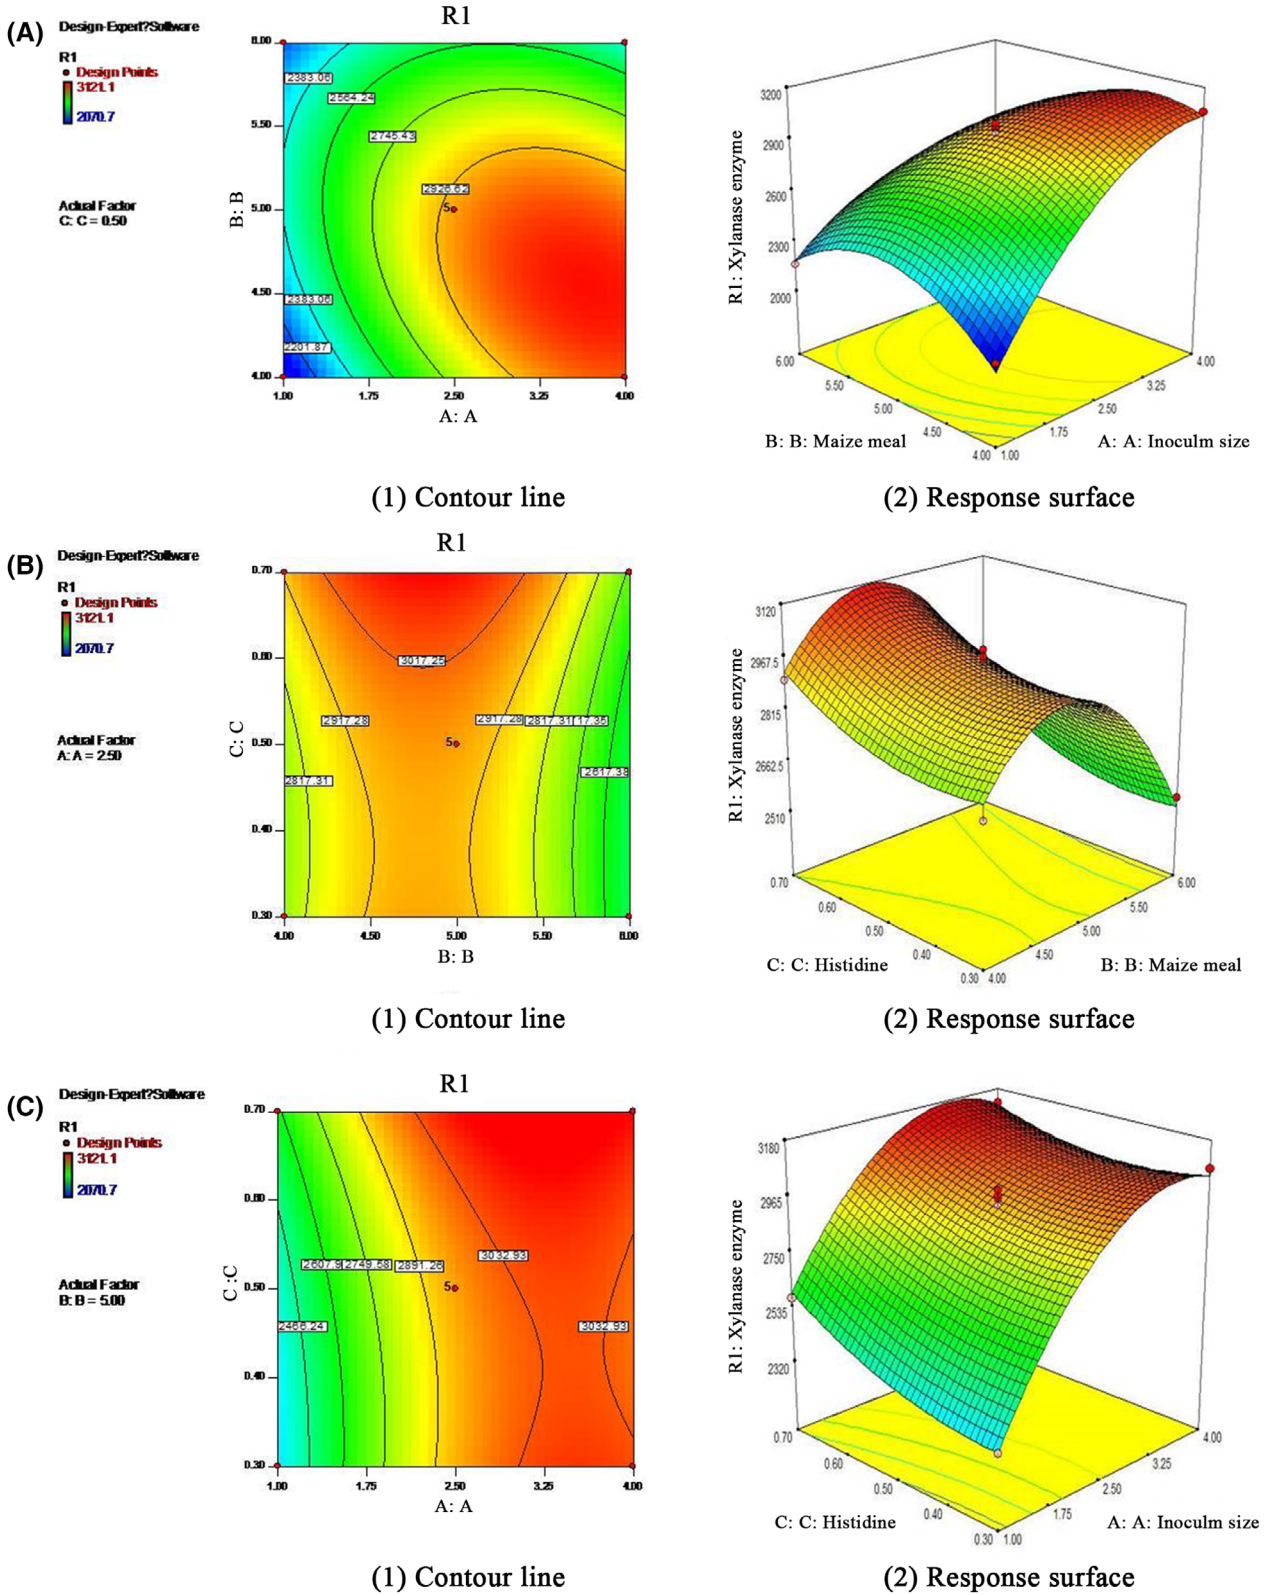 (A)
Design-Expert?Software
R1
Design Points
3121.1
2070.7
Actual Factor
C: C = 0.50
R1
6.00
5.50
5.00
4.50
4.00
B: B
2383.06
2564.24
2745.43
2926.62
5
2383.06
2201.87
1.00 1.75 2.50 3.25 4.00
A: A
(1) Contour line
3200
2900
2600
2300
2000
R1: Xylanase enzyme
6.00 5.50 5.00 4.50 4.00
1.00 1.75 2.50 3.25 4.00
B: B: Maize meal
A: A: Inoculm size
(2) Response surface
(B)
Design-Expert?Software
R1
Design Points
3121.1
2070.7
Actual Factor
A: A = 2.50
R1
0.70
0.60
0.50
0.40
0.30
C: C
3017.25
2917.28
2917.28
2817.31
17.35
5
2817.31
2617.38
4.00 4.50 5.00 5.50 6.00
B: B
(1) Contour line
3120
2967.5
2815
2662.5
2510
R1: Xylanase enzyme
0.70 0.60 0.50 0.40 0.30
4.00 4.50 5.00 5.50 6.00
C: C: Histidine
B: B: Maize meal
(2) Response surface
(C)
Design-Expert?Software
R1
Design Points
3121.1
2070.7
Actual Factor
B: B = 5.00
R1
0.70
0.60
0.50
0.40
0.30
C :C
3032.93
2607.9
2749.58
2891.26
5
2466.24
3032.93
1.00 1.75 2.50 3.25 4.00
A: A
(1) Contour line
3180
2965
2750
2535
2320
R1: Xylanase enzyme
0.70 0.60 0.50 0.40 0.30
1.00 1.75 2.50 3.25 4.00
C: C: Histidine
A: A: Inoculm size
(2) Response surface